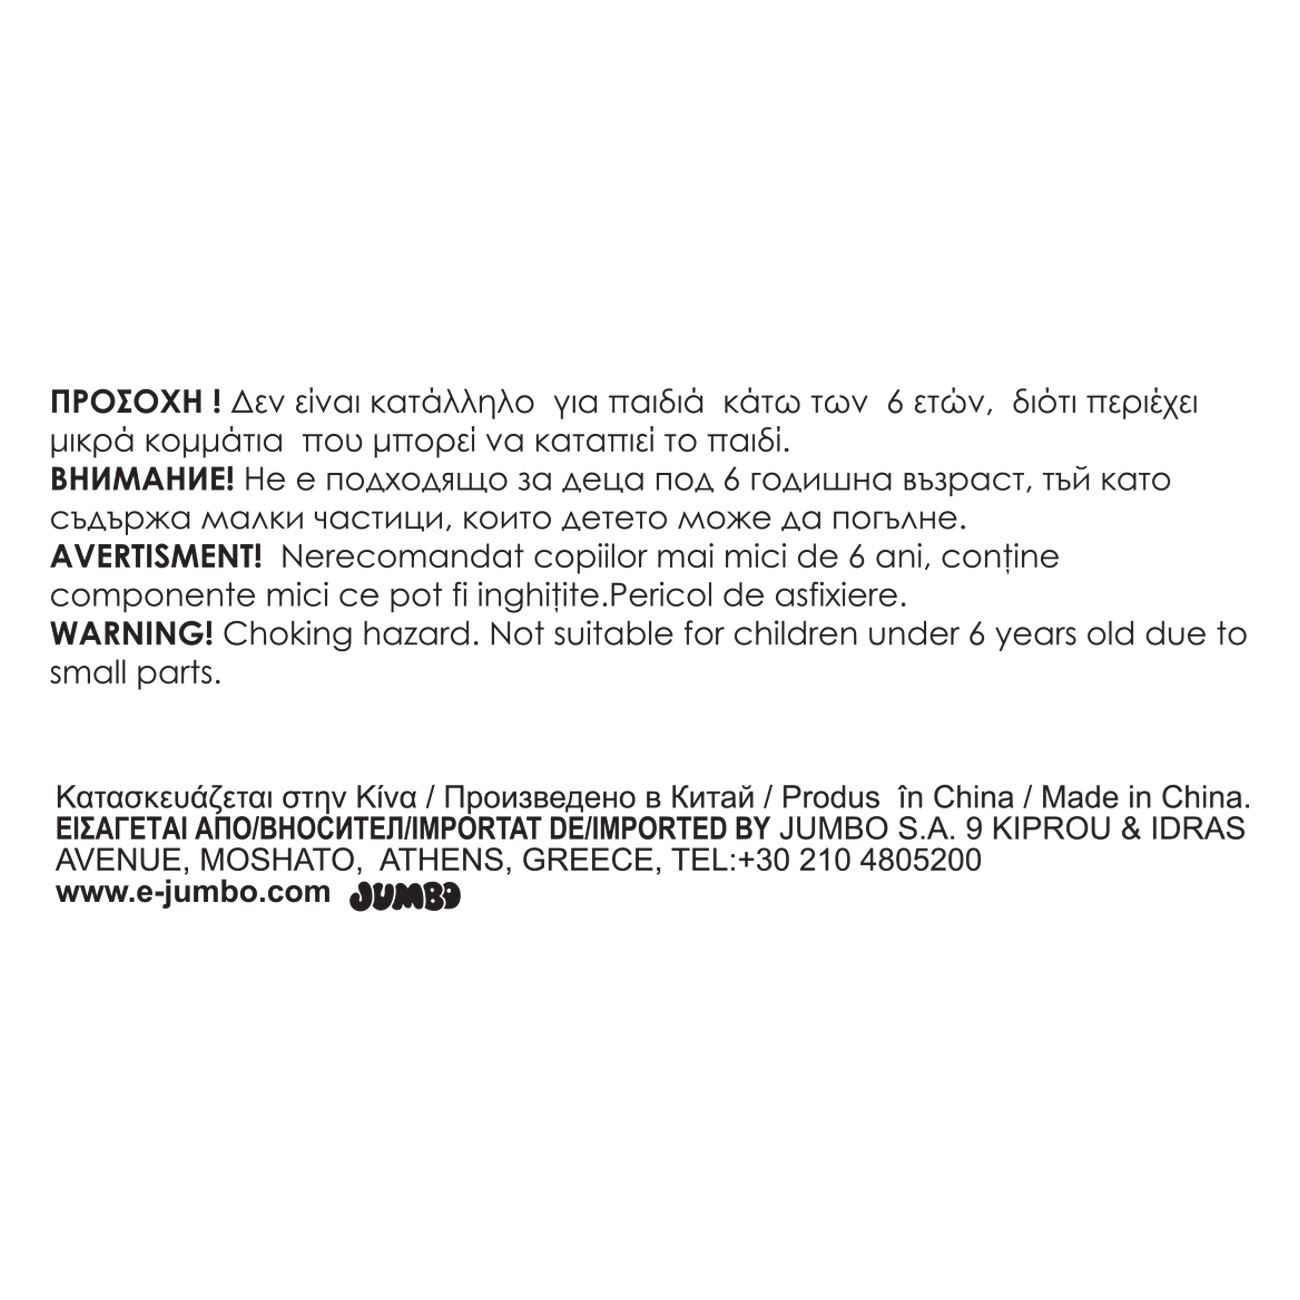 ΠΡΟΣΟΧΗ ! Δεν είναι κατάλληλο για παιδιά κάτω των 6 ετών, διότι περιέχει
μικρά κομμάτια που μπορεί να καταπιεί το παιδί.
ВНИМАНИЕ! Не е подходящо за деца под 6 годишна възраст, тъй като
съдържа малки частици, които детето може да погълне.
AVERTISMENT! Nerecomandat copiilor mai mici de 6 ani, conține
componente mici ce pot fi inghițite.Pericol de asfixiere.
WARNING! Choking hazard. Not suitable for children under 6 years old due to
small parts.
Κατασκευάζεται στην Κίνα / Произведено в Китай / Produs în China / Made in China.
ΕΙΣΑΓΕΤΑΙ ΑΠΟ/ВНОСИТЕЛ/IMPORTAT DE/IMPORTED BY JUMBO S.A. 9 KIPROU & IDRAS
AVENUE, MOSHATO, ATHENS, GREECE, TEL:+30 210 4805200
www.e-jumbo.com JUMBO